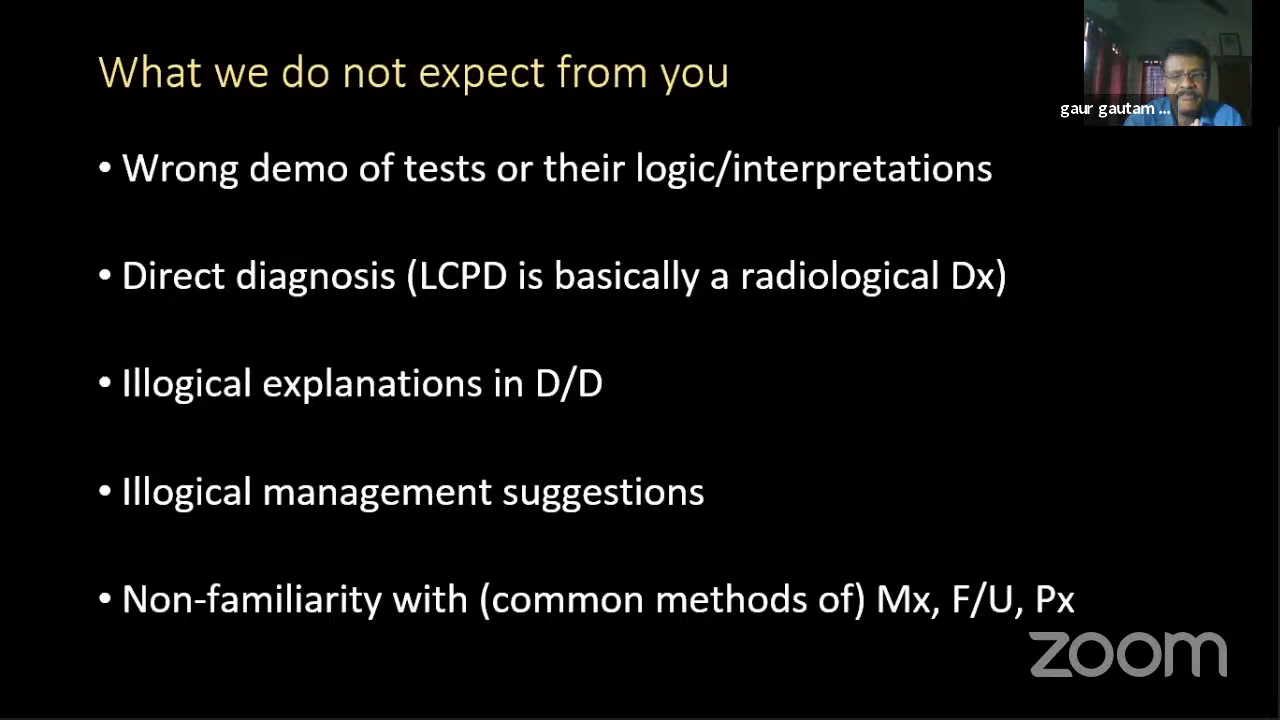 What we do not expect from you
gaur gautam ...
• Wrong demo of tests or their logic/interpretations
• Direct diagnosis (LCPD is basically a radiological Dx)
• Illogical explanations in D/D
• Illogical management suggestions
• Non-familiarity with (common methods of) Mx, F/U, Px
zoom